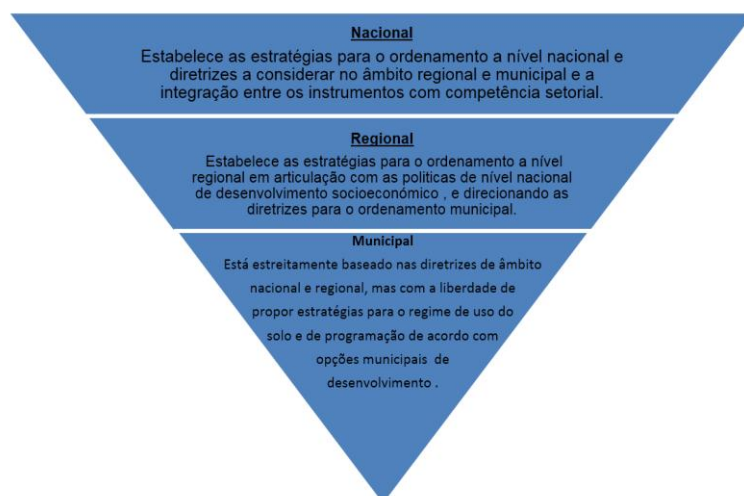 Nacional
Estabelece as estratégias para o ordenamento a nível nacional e
diretrizes a considerar no âmbito regional e municipal e a
integração entre os instrumentos com competência setorial.
Regional
Estabelece as estratégias para o ordenamento a nível
regional em articulação com as politicas de nível nacional
de desenvolvimento socioeconómico , e direcionando as
diretrizes para o ordenamento municipal.
Municipal
Está estreitamente baseado nas diretrizes de âmbito
nacional e regional, mas com a liberdade de
propor estratégias para o regime de uso do
solo e de programação de acordo com
opções municipais de
desenvolvimento .